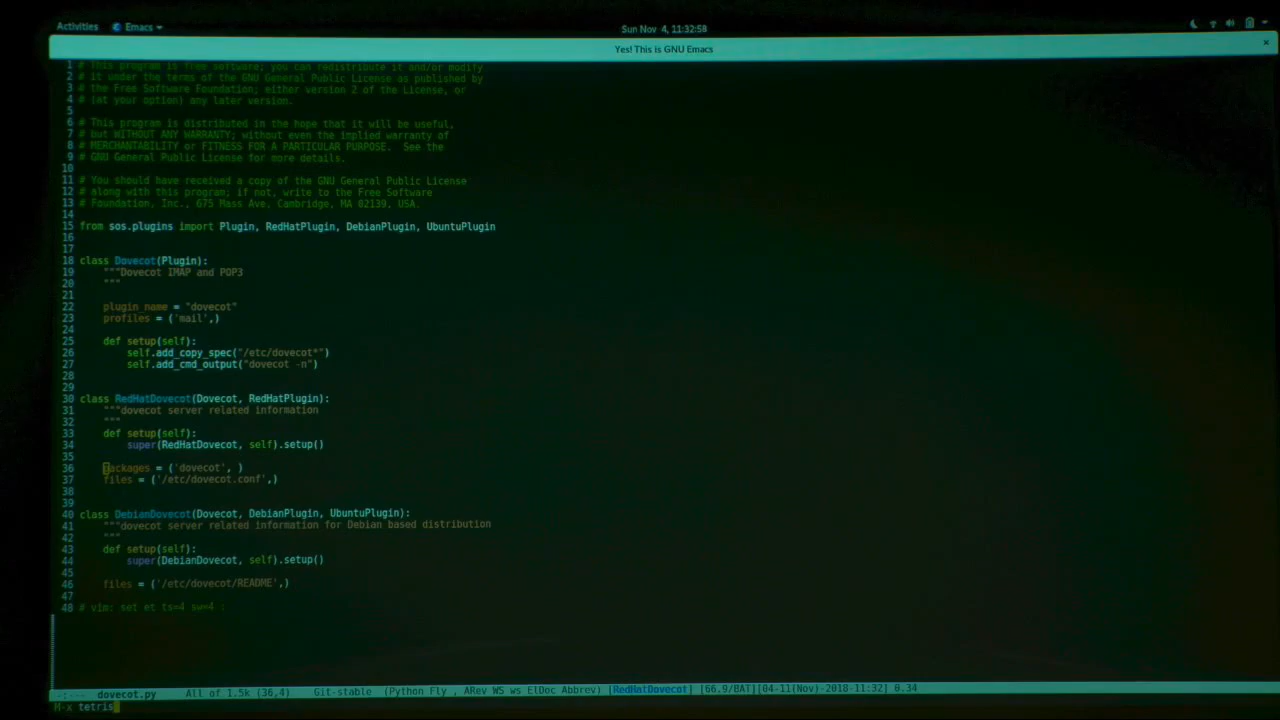 Activities Emacs Sun Nov 4, 11:32:58
Yes! This is GNU Emacs ×
1 # This program is free software; you can redistribute it and/or modify
2 # it under the terms of the GNU General Public License as published by
3 # the Free Software Foundation; either version 2 of the License, or
4 # (at your option) any later version.
5
6 # This program is distributed in the hope that it will be useful,
7 # but WITHOUT ANY WARRANTY; without even the implied warranty of
8 # MERCHANTABILITY or FITNESS FOR A PARTICULAR PURPOSE.  See the
9 # GNU General Public License for more details.
10
11 # You should have received a copy of the GNU General Public License
12 # along with this program; if not, write to the Free Software
13 # Foundation, Inc., 675 Mass Ave, Cambridge, MA 02139, USA.
14
15 from sos.plugins import Plugin, RedHatPlugin, DebianPlugin, UbuntuPlugin
16
17
18 class Dovecot(Plugin):
19     """Dovecot IMAP and POP3
20     """
21
22     plugin_name = "dovecot"
23     profiles = ('mail',)
24
25     def setup(self):
26         self.add_copy_spec("/etc/dovecot*")
27         self.add_cmd_output("dovecot -n")
28
29
30 class RedHatDovecot(Dovecot, RedHatPlugin):
31     """dovecot server related information
32     """
33     def setup(self):
34         super(RedHatDovecot, self).setup()
35
36     packages = ('dovecot', )
37     files = ('/etc/dovecot.conf',)
38
39
40 class DebianDovecot(Dovecot, DebianPlugin, UbuntuPlugin):
41     """dovecot server related information for Debian based distribution
42     """
43     def setup(self):
44         super(DebianDovecot, self).setup()
45
46     files = ('/etc/dovecot/README',)
47
48 # vim: set et ts=4 sw=4 :
-:--- dovecot.py All of 1.5k (36,4) Git-stable (Python Fly , ARev WS ws ElDoc Abbrev) [RedHatDovecot] [66.9/BAT][04-11(Nov)-2018-11:32] 0.34
M-x tetris